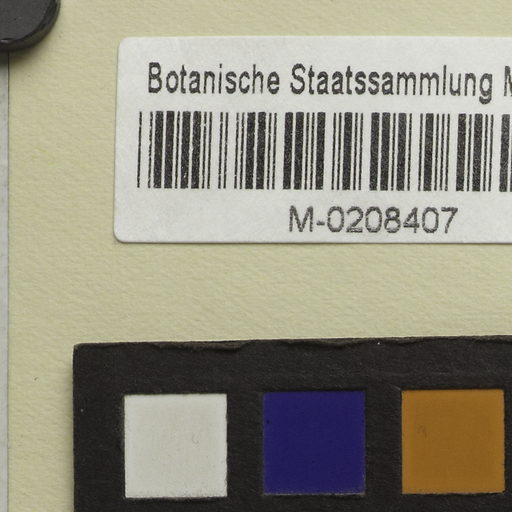 Botanische Staatssammlung
M-0208407